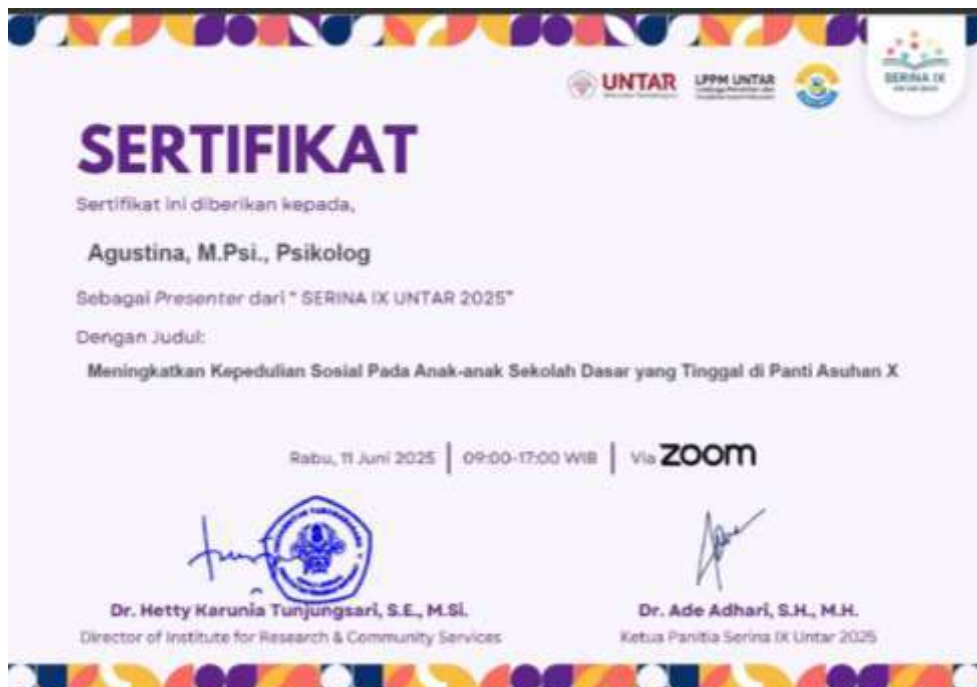 UNTAR
LPPM UNTAR
SERINA IX
SERTIFIKAT
Sertifikat ini diberikan kepada,
Agustina, M.Psi., Psikolog
Sebagai Presenter dari " SERINA IX UNTAR 2025"
Dengan Judul:
Meningkatkan Kepedulian Sosial Pada Anak-anak Sekolah Dasar yang Tinggal di Panti Asuhan X
Rabu, 11 Juni 2025 | 09:00-17:00 WIB | Via zoom
Dr. Hetty Karunia Tunjungsari, S.E., M.Si.
Dr. Ade Adhari, S.H., M.H.
Director of Institute for Research & Community Services
Ketua Panitia Serina IX Untar 2025